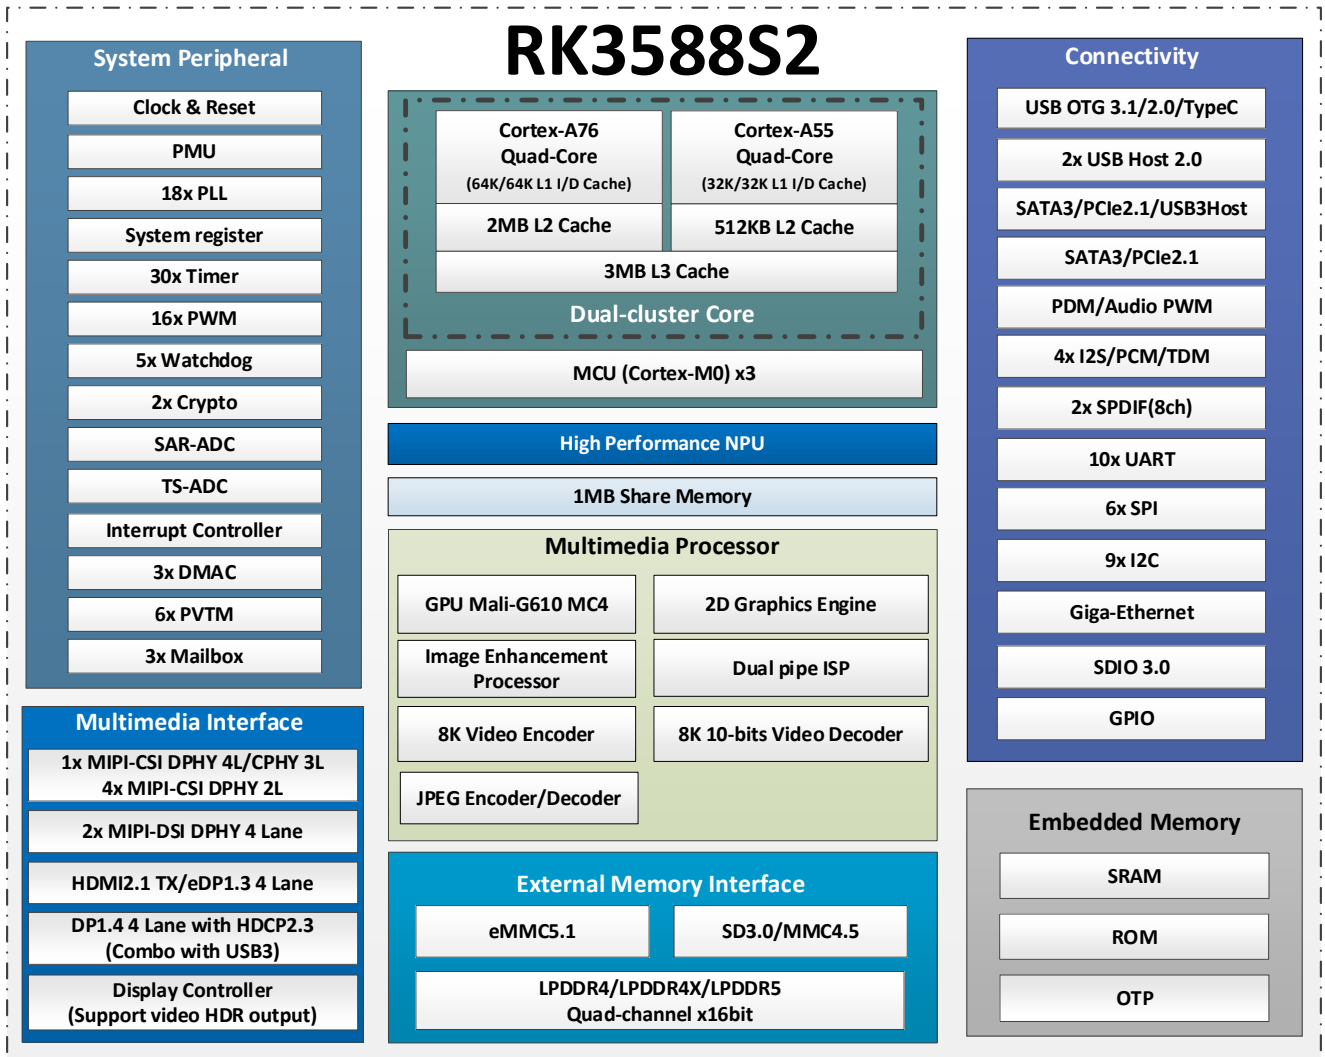 RK3588S2
System Peripheral
Clock & Reset
PMU
18x PLL
System register
30x Timer
16x PWM
5x Watchdog
2x Crypto
SAR-ADC
TS-ADC
Interrupt Controller
3x DMAC
6x PVTM
3x Mailbox
Multimedia Interface
1x MIPI-CSI DPHY 4L/CPHY 3L
4x MIPI-CSI DPHY 2L
2x MIPI-DSI DPHY 4 Lane
HDMI2.1 TX/eDP1.3 4 Lane
DP1.4 4 Lane with HDCP2.3
(Combo with USB3)
Display Controller
(Support video HDR output)
Cortex-A76
Quad-Core
(64K/64K L1 I/D Cache)
2MB L2 Cache
Cortex-A55
Quad-Core
(32K/32K L1 I/D Cache)
512KB L2 Cache
3MB L3 Cache
Dual-cluster Core
MCU (Cortex-M0) x3
High Performance NPU
1MB Share Memory
Multimedia Processor
GPU Mali-G610 MC4
2D Graphics Engine
Image Enhancement
Processor
Dual pipe ISP
8K Video Encoder
8K 10-bits Video Decoder
JPEG Encoder/Decoder
External Memory Interface
eMMC5.1
SD3.0/MMC4.5
LPDDR4/LPDDR4X/LPDDR5
Quad-channel x16bit
Connectivity
USB OTG 3.1/2.0/TypeC
2x USB Host 2.0
SATA3/PCIe2.1/USB3Host
SATA3/PCIe2.1
PDM/Audio PWM
4x I2S/PCM/TDM
2x SPDIF(8ch)
10x UART
6x SPI
9x I2C
Giga-Ethernet
SDIO 3.0
GPIO
Embedded Memory
SRAM
ROM
OTP